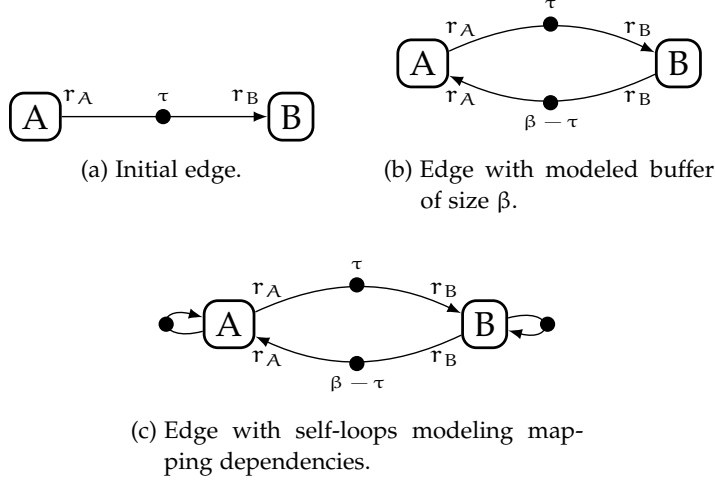 τ
r_A r_B
A B
r_A r_B
β − τ
τ
r_A r_B
A B
(a) Initial edge.
(b) Edge with modeled buffer
of size β.
τ
r_A r_B
A B
r_A r_B
β − τ
(c) Edge with self-loops modeling map-
ping dependencies.